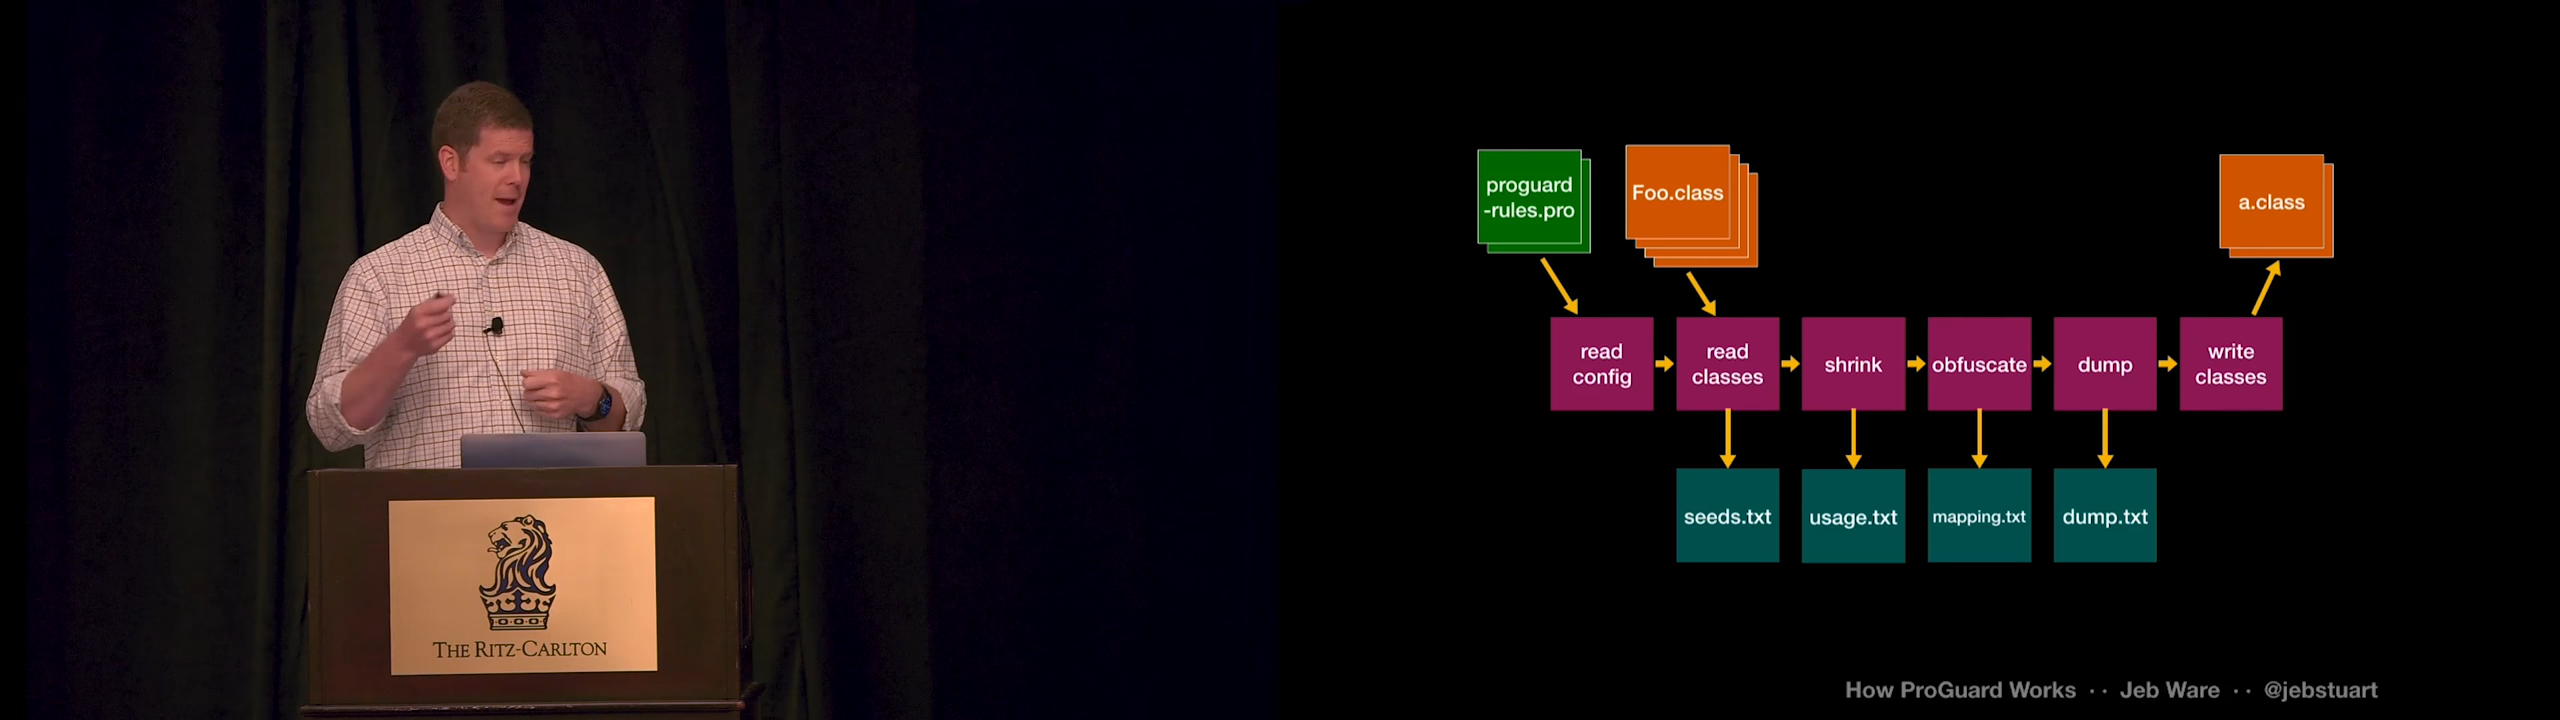 THE RITZ-CARLTON
proguard
-rules.pro
Foo.class
a.class
read
config
read
classes
shrink
obfuscate
dump
write
classes
seeds.txt
usage.txt
mapping.txt
dump.txt
How ProGuard Works ·· Jeb Ware ·· @jebstuart